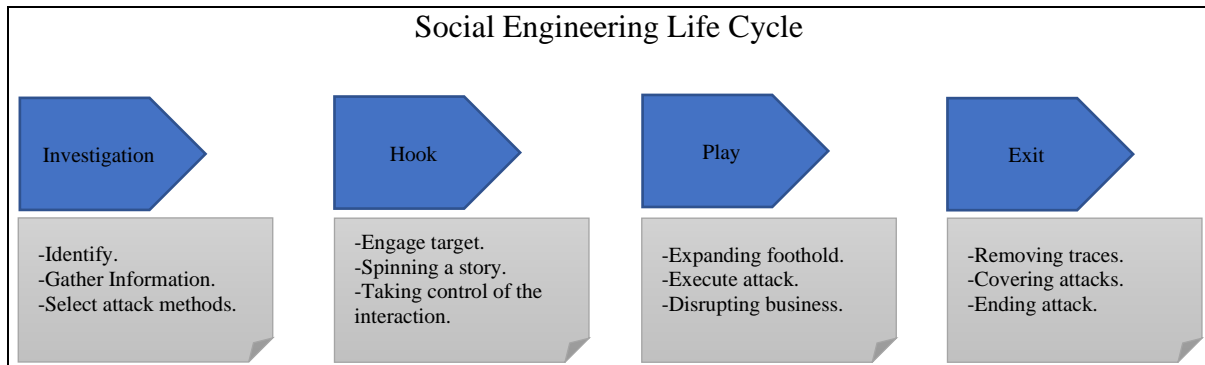 Social Engineering Life Cycle
Investigation
Hook
Play
Exit
-Identify.
-Gather Information.
-Select attack methods.
-Engage target.
-Spinning a story.
-Taking control of the
interaction.
-Expanding foothold.
-Execute attack.
-Disrupting business.
-Removing traces.
-Covering attacks.
-Ending attack.